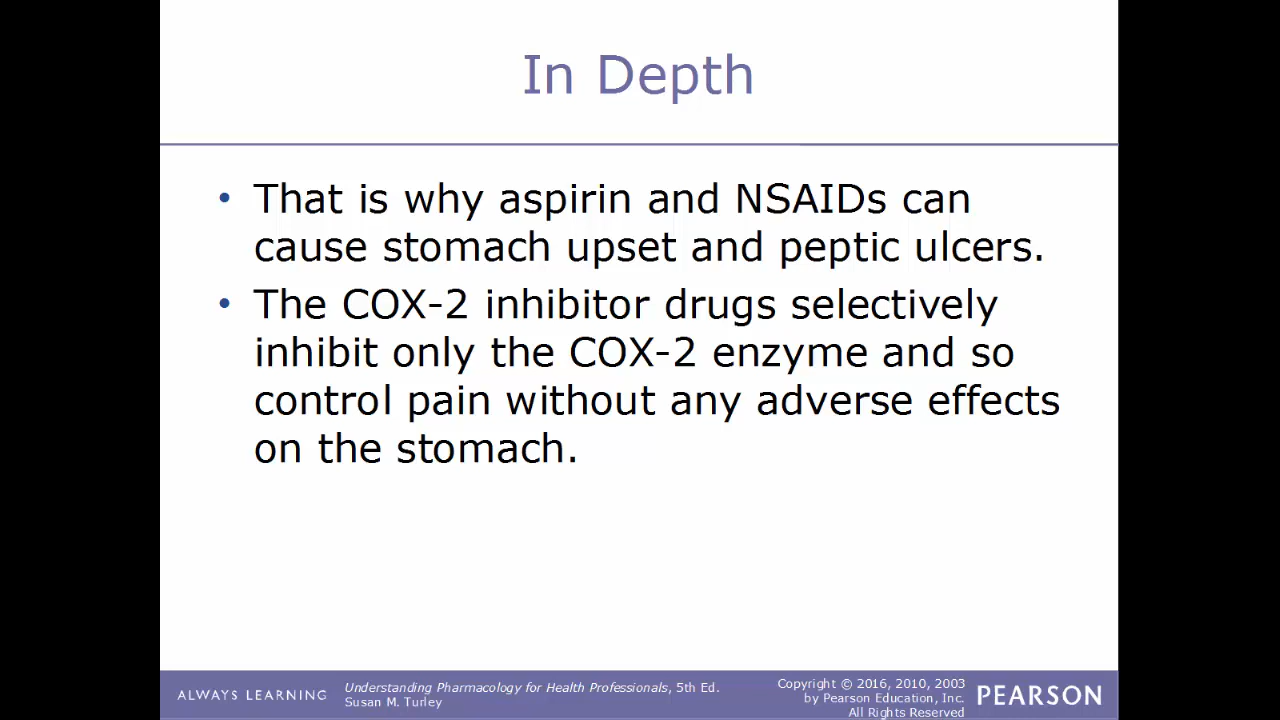 In Depth
• That is why aspirin and NSAIDs can
cause stomach upset and peptic ulcers.
• The COX-2 inhibitor drugs selectively
inhibit only the COX-2 enzyme and so
control pain without any adverse effects
on the stomach.
ALWAYS LEARNING
Understanding Pharmacology for Health Professionals, 5th Ed.
Susan M. Turley
Copyright © 2016, 2010, 2003
by Pearson Education, Inc.
All Rights Reserved
PEARSON